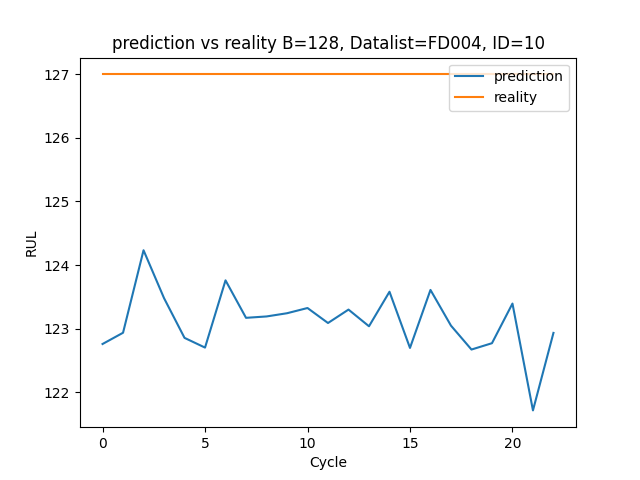 prediction vs reality B=128, Datalist=FD004, ID=10
127
126
125
124
123
122
RUL
prediction
reality
0 5 10 15 20
Cycle